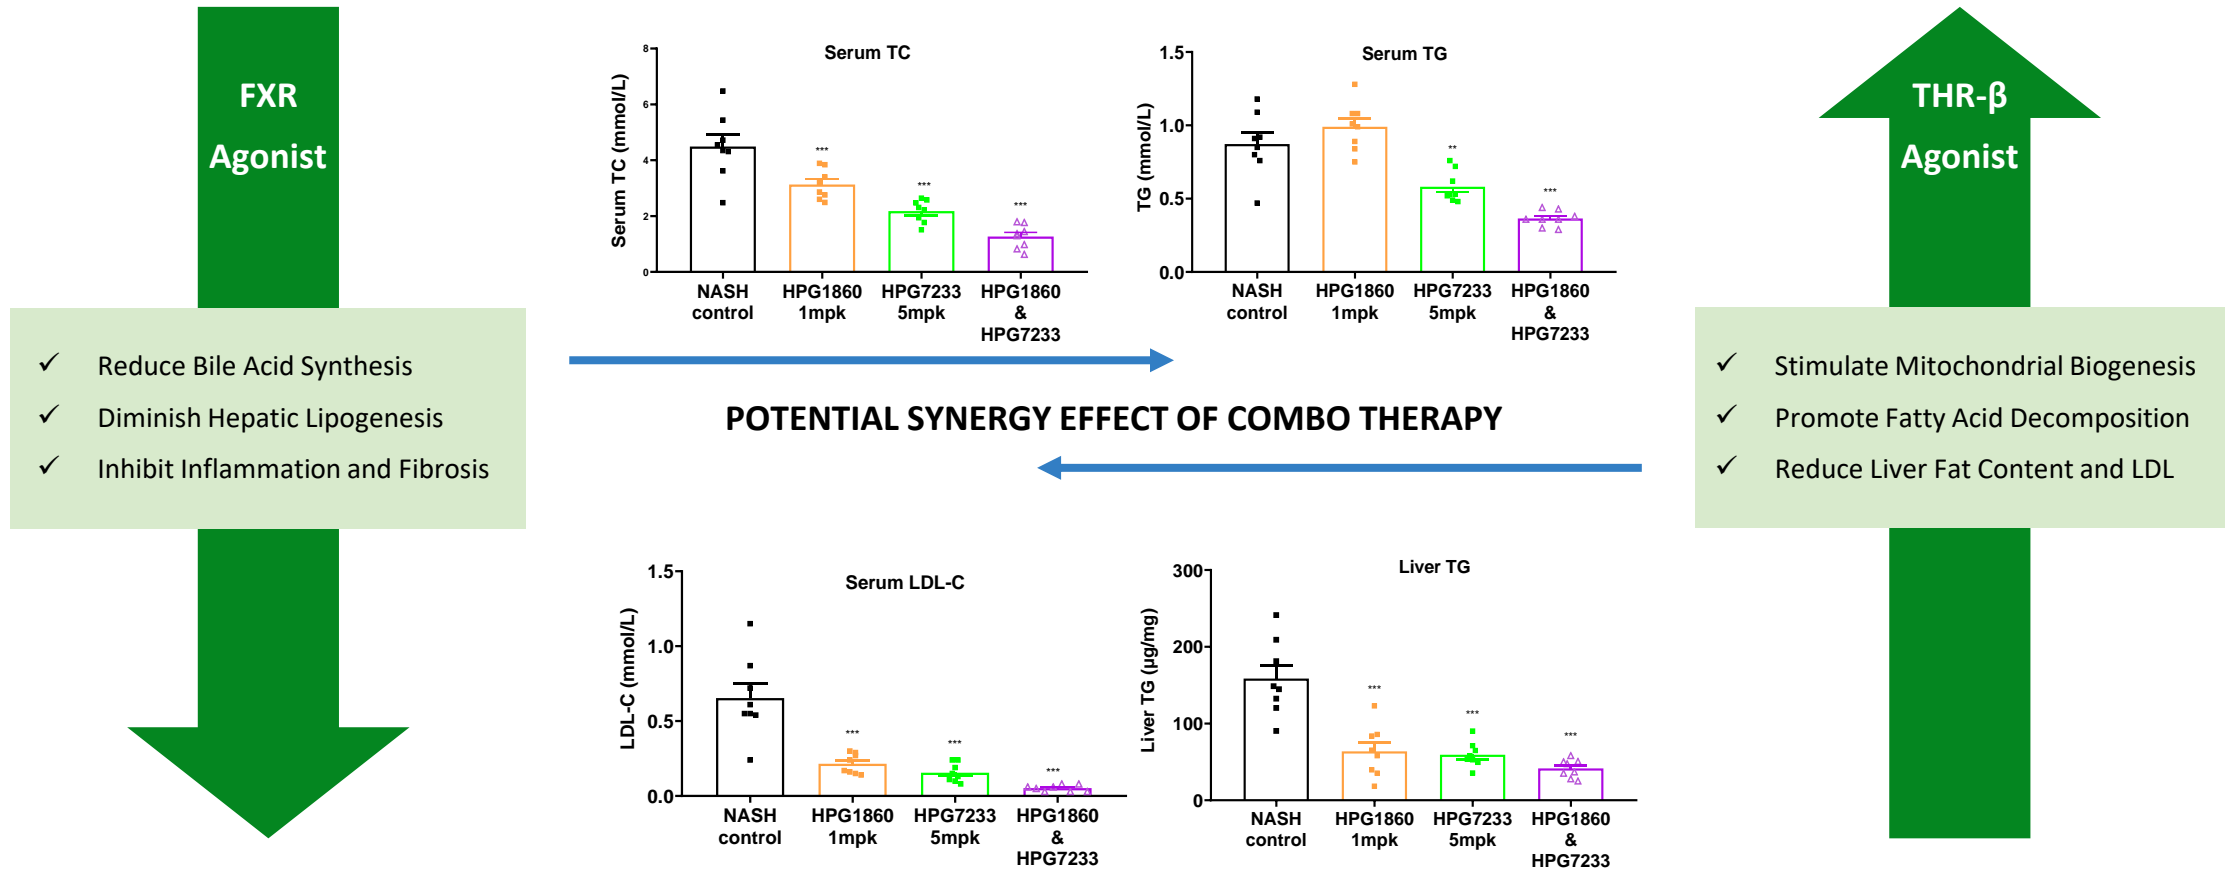 FXR
Agonist
✓ Reduce Bile Acid Synthesis
✓ Diminish Hepatic Lipogenesis
✓ Inhibit Inflammation and Fibrosis
Serum TC
Serum TC (mmol/L)
8
6
4
2
0
***
***
***
NASH control
HPG1860 1mpk
HPG7233 5mpk
HPG1860 & HPG7233
Serum TG
TG (mmol/L)
1.5
1.0
0.5
0.0
**
***
NASH control
HPG1860 1mpk
HPG7233 5mpk
HPG1860 & HPG7233
POTENTIAL SYNERGY EFFECT OF COMBO THERAPY
Serum LDL-C
LDL-C (mmol/L)
1.5
1.0
0.5
0.0
***
***
***
NASH control
HPG1860 1mpk
HPG7233 5mpk
HPG1860 & HPG7233
Liver TG
Liver TG (µg/mg)
300
200
100
0
***
***
***
NASH control
HPG1860 1mpk
HPG7233 5mpk
HPG1860 & HPG7233
THR-β
Agonist
✓ Stimulate Mitochondrial Biogenesis
✓ Promote Fatty Acid Decomposition
✓ Reduce Liver Fat Content and LDL